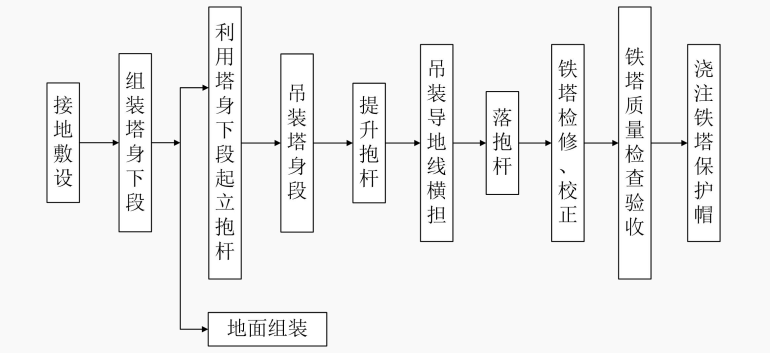 接地敷设
组装塔身下段
利用塔身下段起立抱杆
吊装塔身段
提升抱杆
吊装导地线横担
落抱杆
铁塔检修、校正
铁塔质量检查验收
浇注铁塔保护帽
地面组装